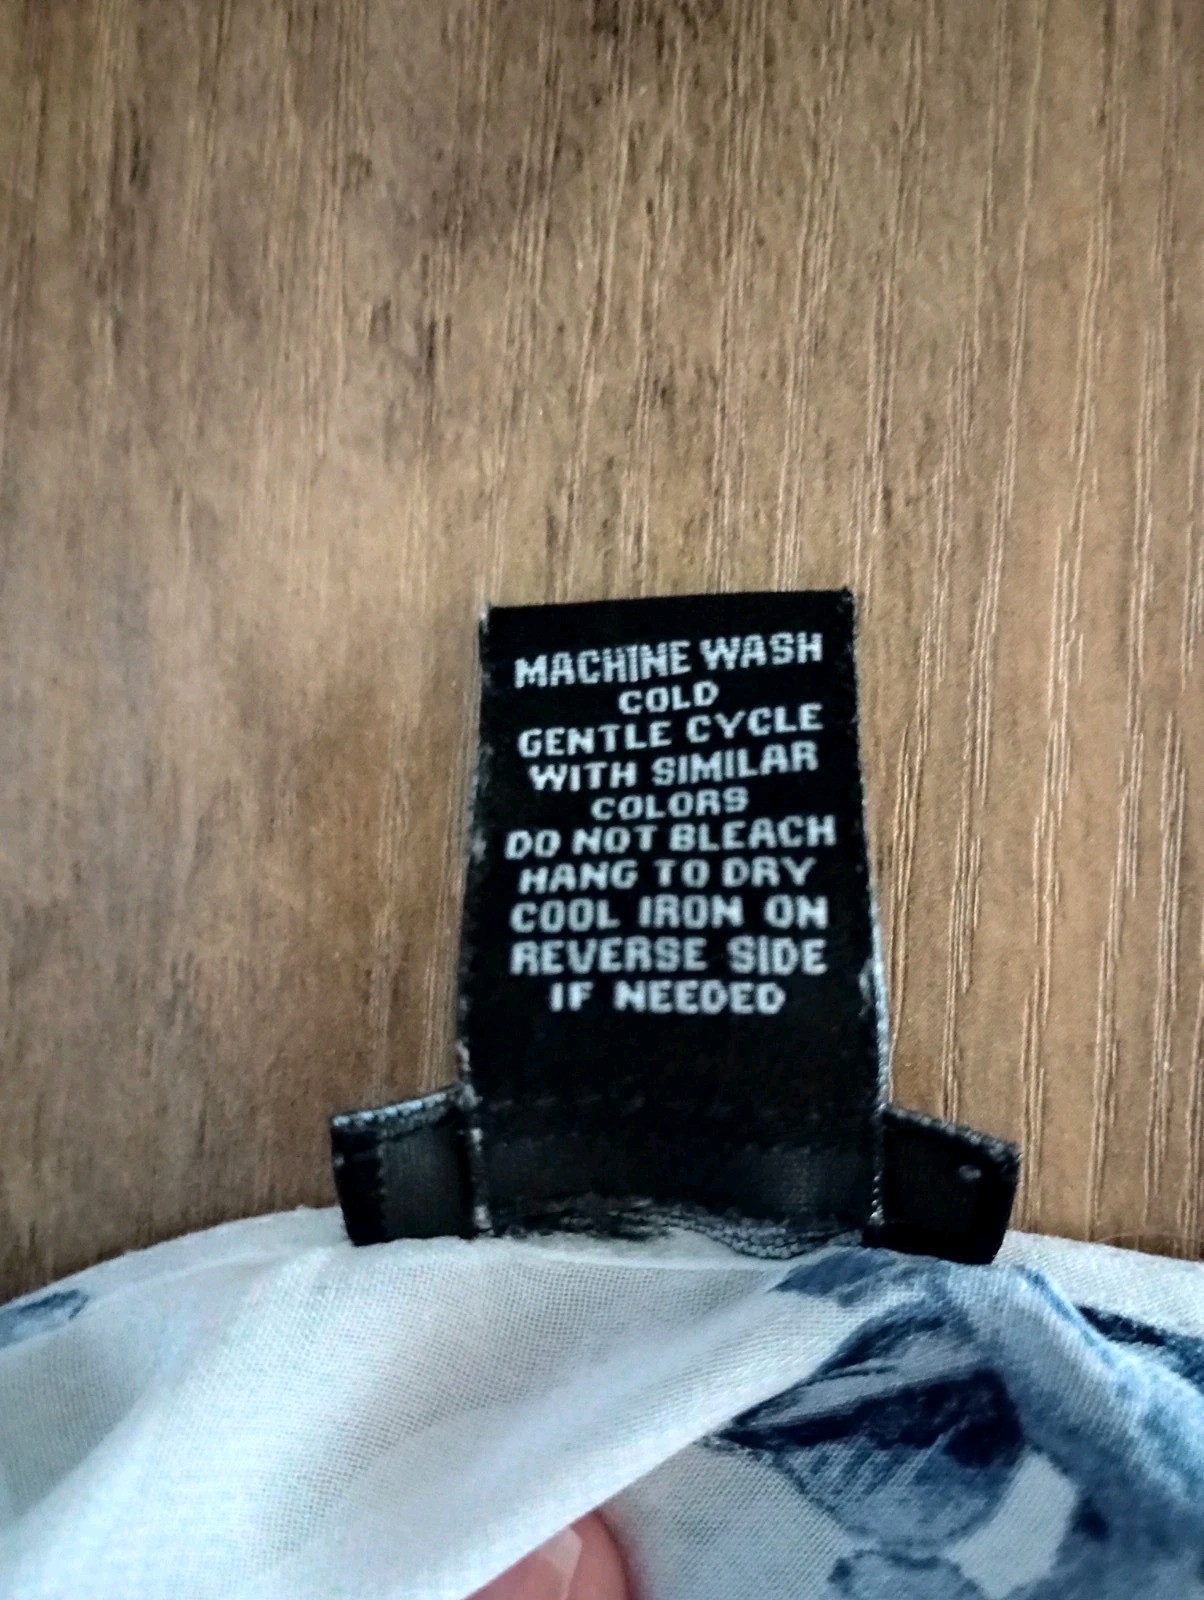 MACHINE WASH
COLD
GENTLE CYCLE
WITH SIMILAR
COLORS
DO NOT BLEACH
HANG TO DRY
COOL IRON ON
REVERSE SIDE
IF NEEDED